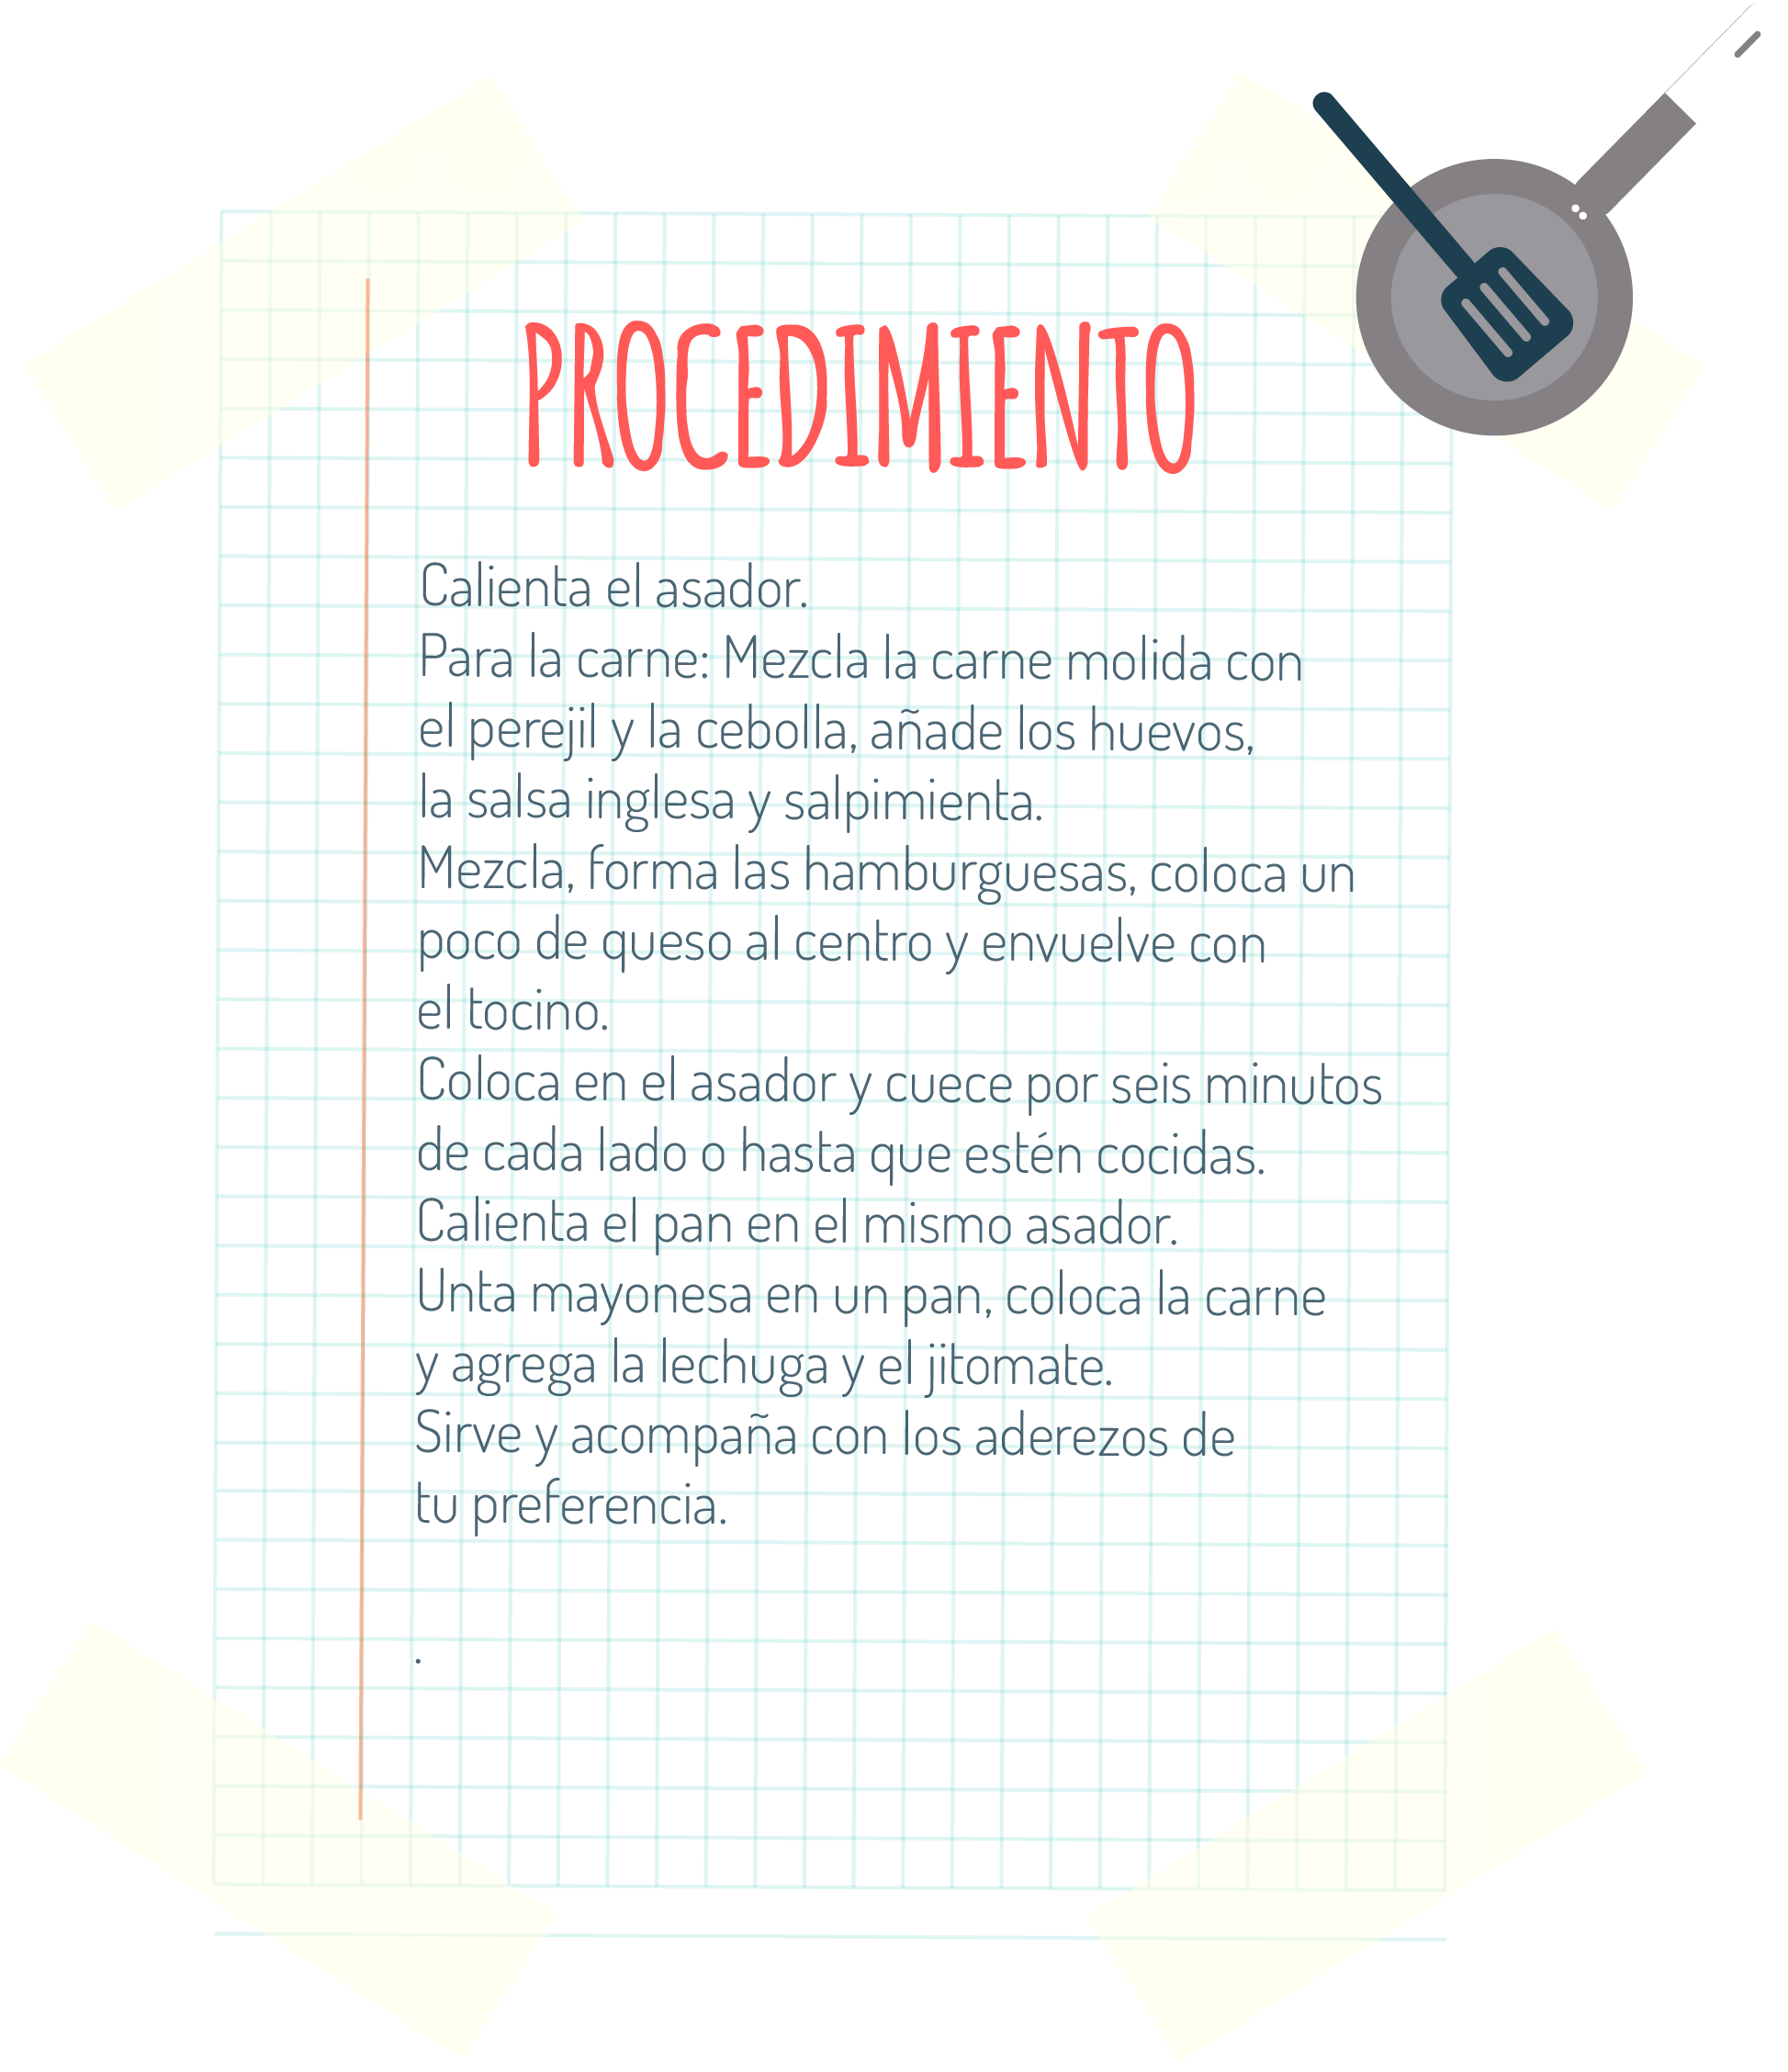 PROCEDIMIENTO
Calienta el asador.
Para la carne: Mezcla la carne molida con
el perejil y la cebolla, añade los huevos,
la salsa inglesa y salpimienta.
Mezcla, forma las hamburguesas, coloca un
poco de queso al centro y envuelve con
el tocino.
Coloca en el asador y cuece por seis minutos
de cada lado o hasta que estén cocidas.
Calienta el pan en el mismo asador.
Unta mayonesa en un pan, coloca la carne
y agrega la lechuga y el jitomate.
Sirve y acompaña con los aderezos de
tu preferencia.
.